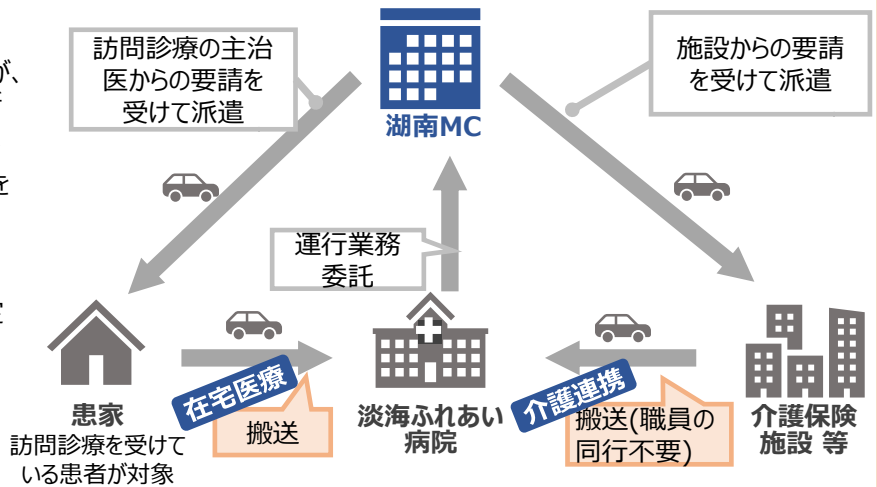 が、
を
訪問診療の主治
医からの要請を
受けて派遣
湖南MC
施設からの要請
を受けて派遣
運行業務
委託
在宅医療
搬送
介護連携
搬送(職員の
同行不要)
患家
訪問診療を受けて
いる患者が対象
淡海ふれあい
病院
介護保険
施設 等